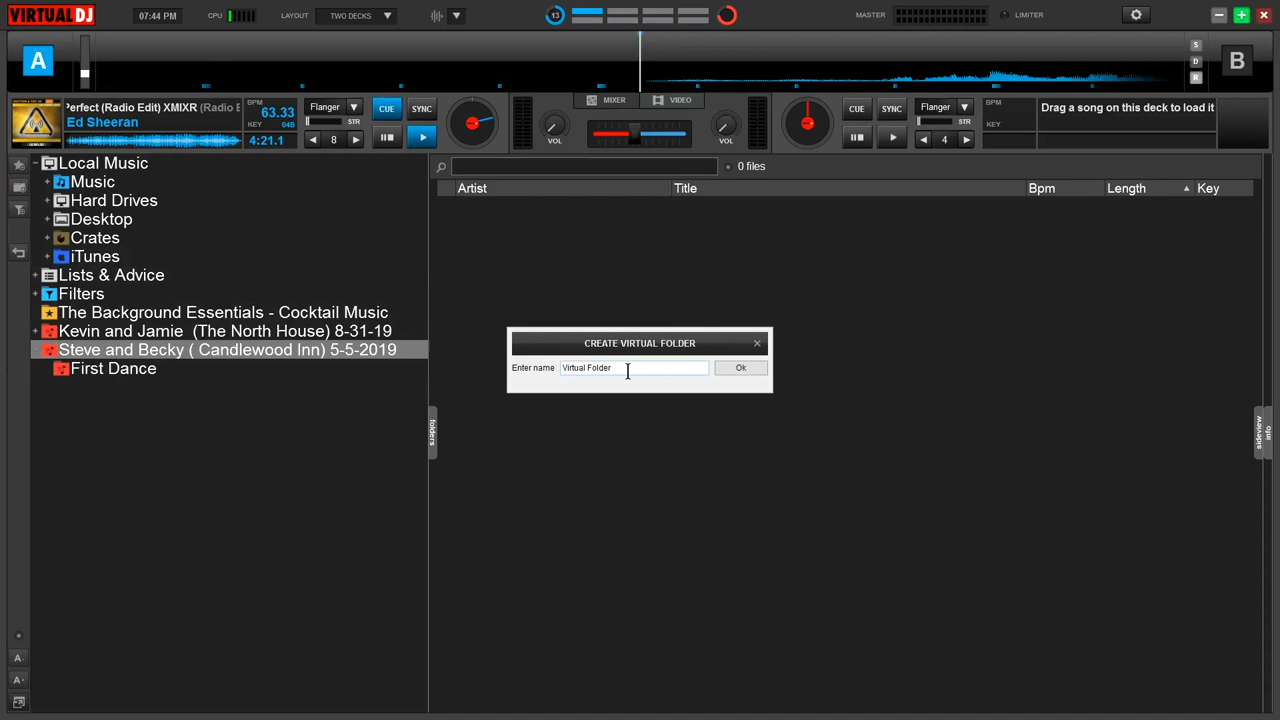 VIRTUALDJ
07:44 PM
CPU
LAYOUT
TWO DECKS
13
MASTER
LIMITER
A
S
D
R
B
Perfect (Radio Edit) XMIXR (Radio E
Ed Sheeran
BPM
63.33
KEY
04B
4:21.1
Flanger
STR
8
CUE
SYNC
MIXER
VIDEO
VOL
VOL
CUE
SYNC
Flanger
STR
4
BPM
KEY
Drag a song on this deck to load it
Local Music
Music
Hard Drives
Desktop
Crates
iTunes
Lists & Advice
Filters
The Background Essentials - Cocktail Music
Kevin and Jamie (The North House) 8-31-19
Steve and Becky ( Candlewood Inn) 5-5-2019
First Dance
0 files
Artist
Title
Bpm
Length
Key
CREATE VIRTUAL FOLDER
Enter name
Virtual Folder
Ok
folders
sideview
info
A-
A+